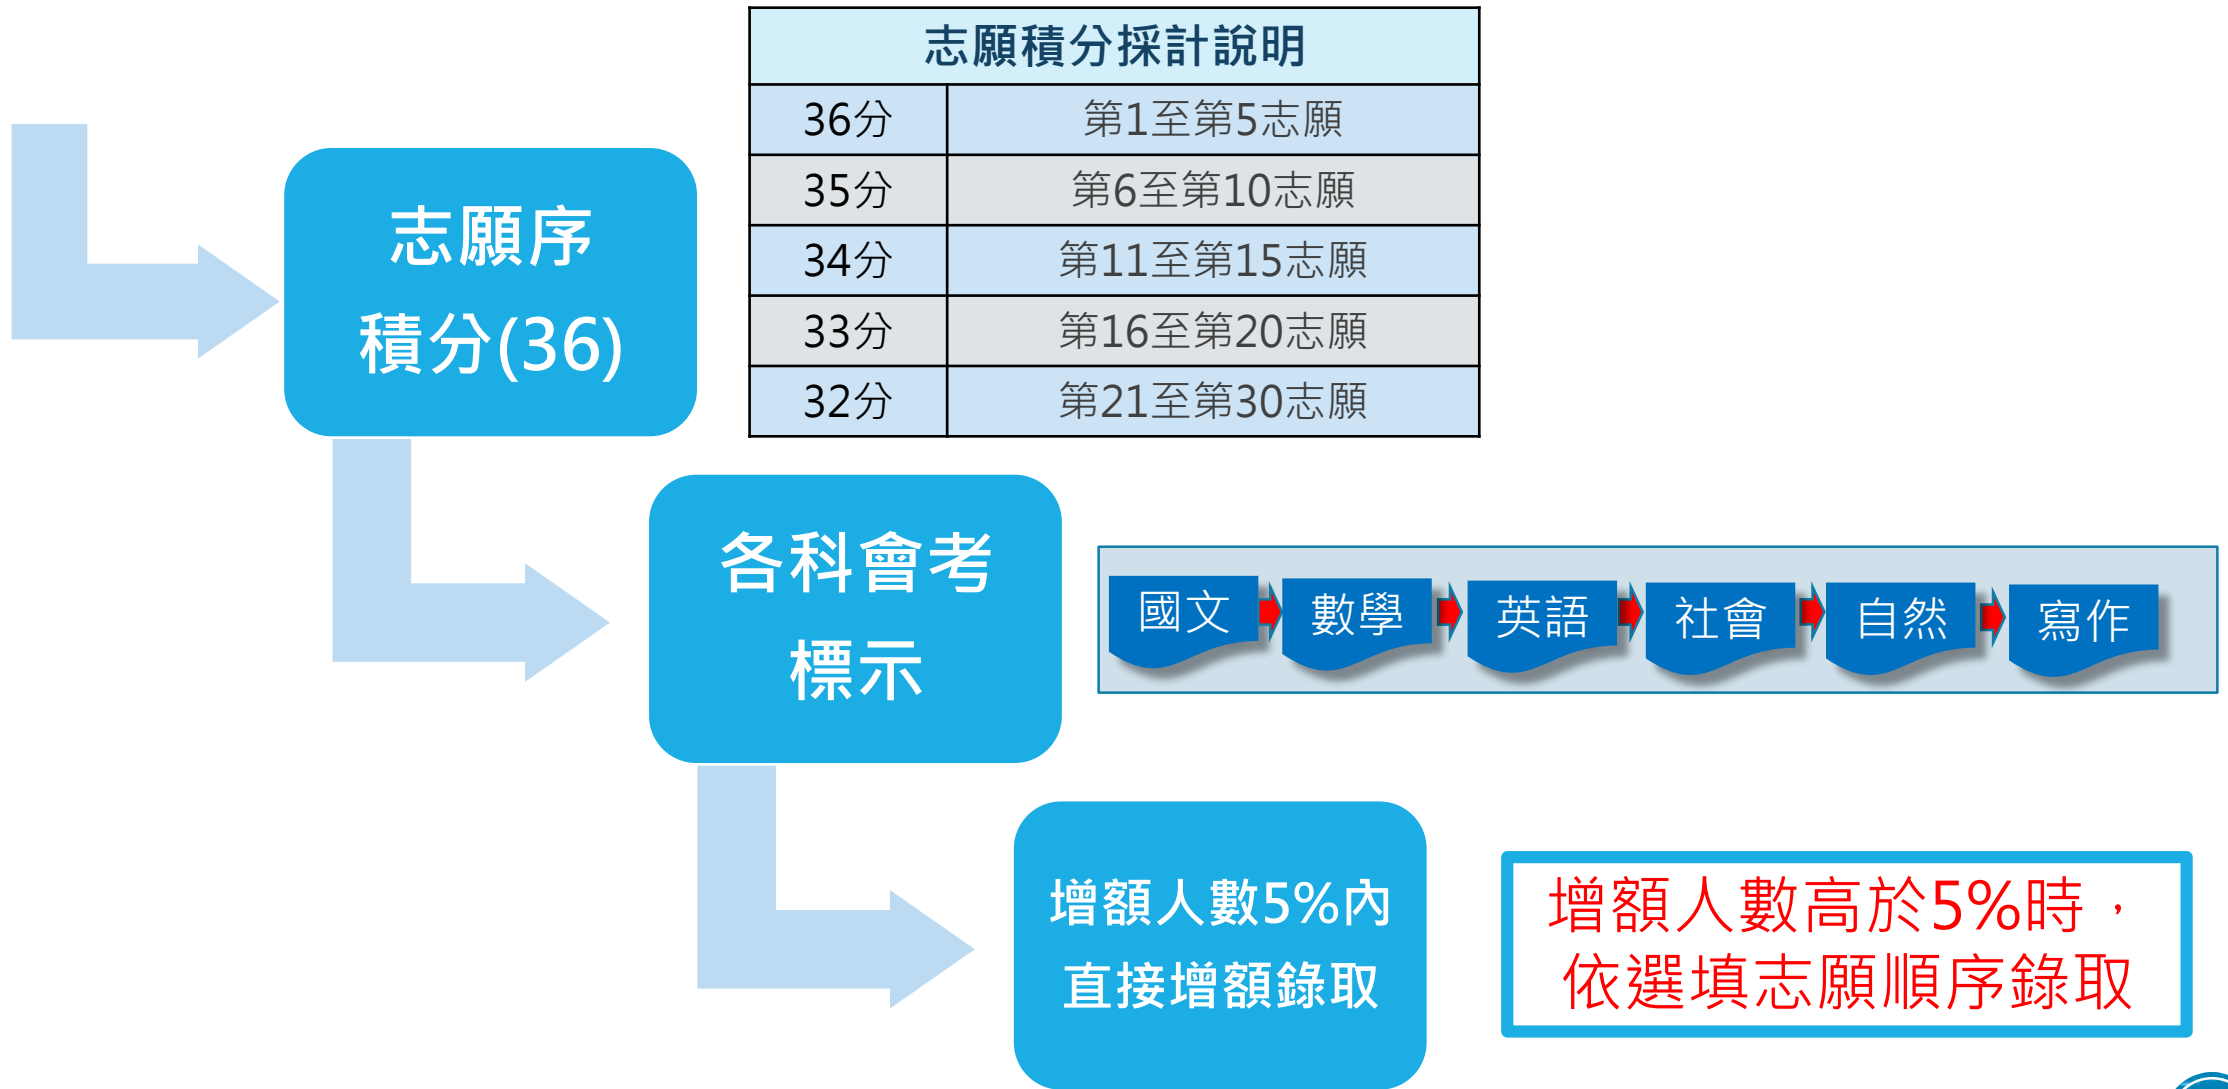 志願積分採計說明
36分 第1至第5志願
35分 第6至第10志願
34分 第11至第15志願
33分 第16至第20志願
32分 第21至第30志願
志願序
積分(36)
各科會考
標示
國文 數學 英語 社會 自然 寫作
增額人數5%內
直接增額錄取
增額人數高於5%時，
依選填志願順序錄取